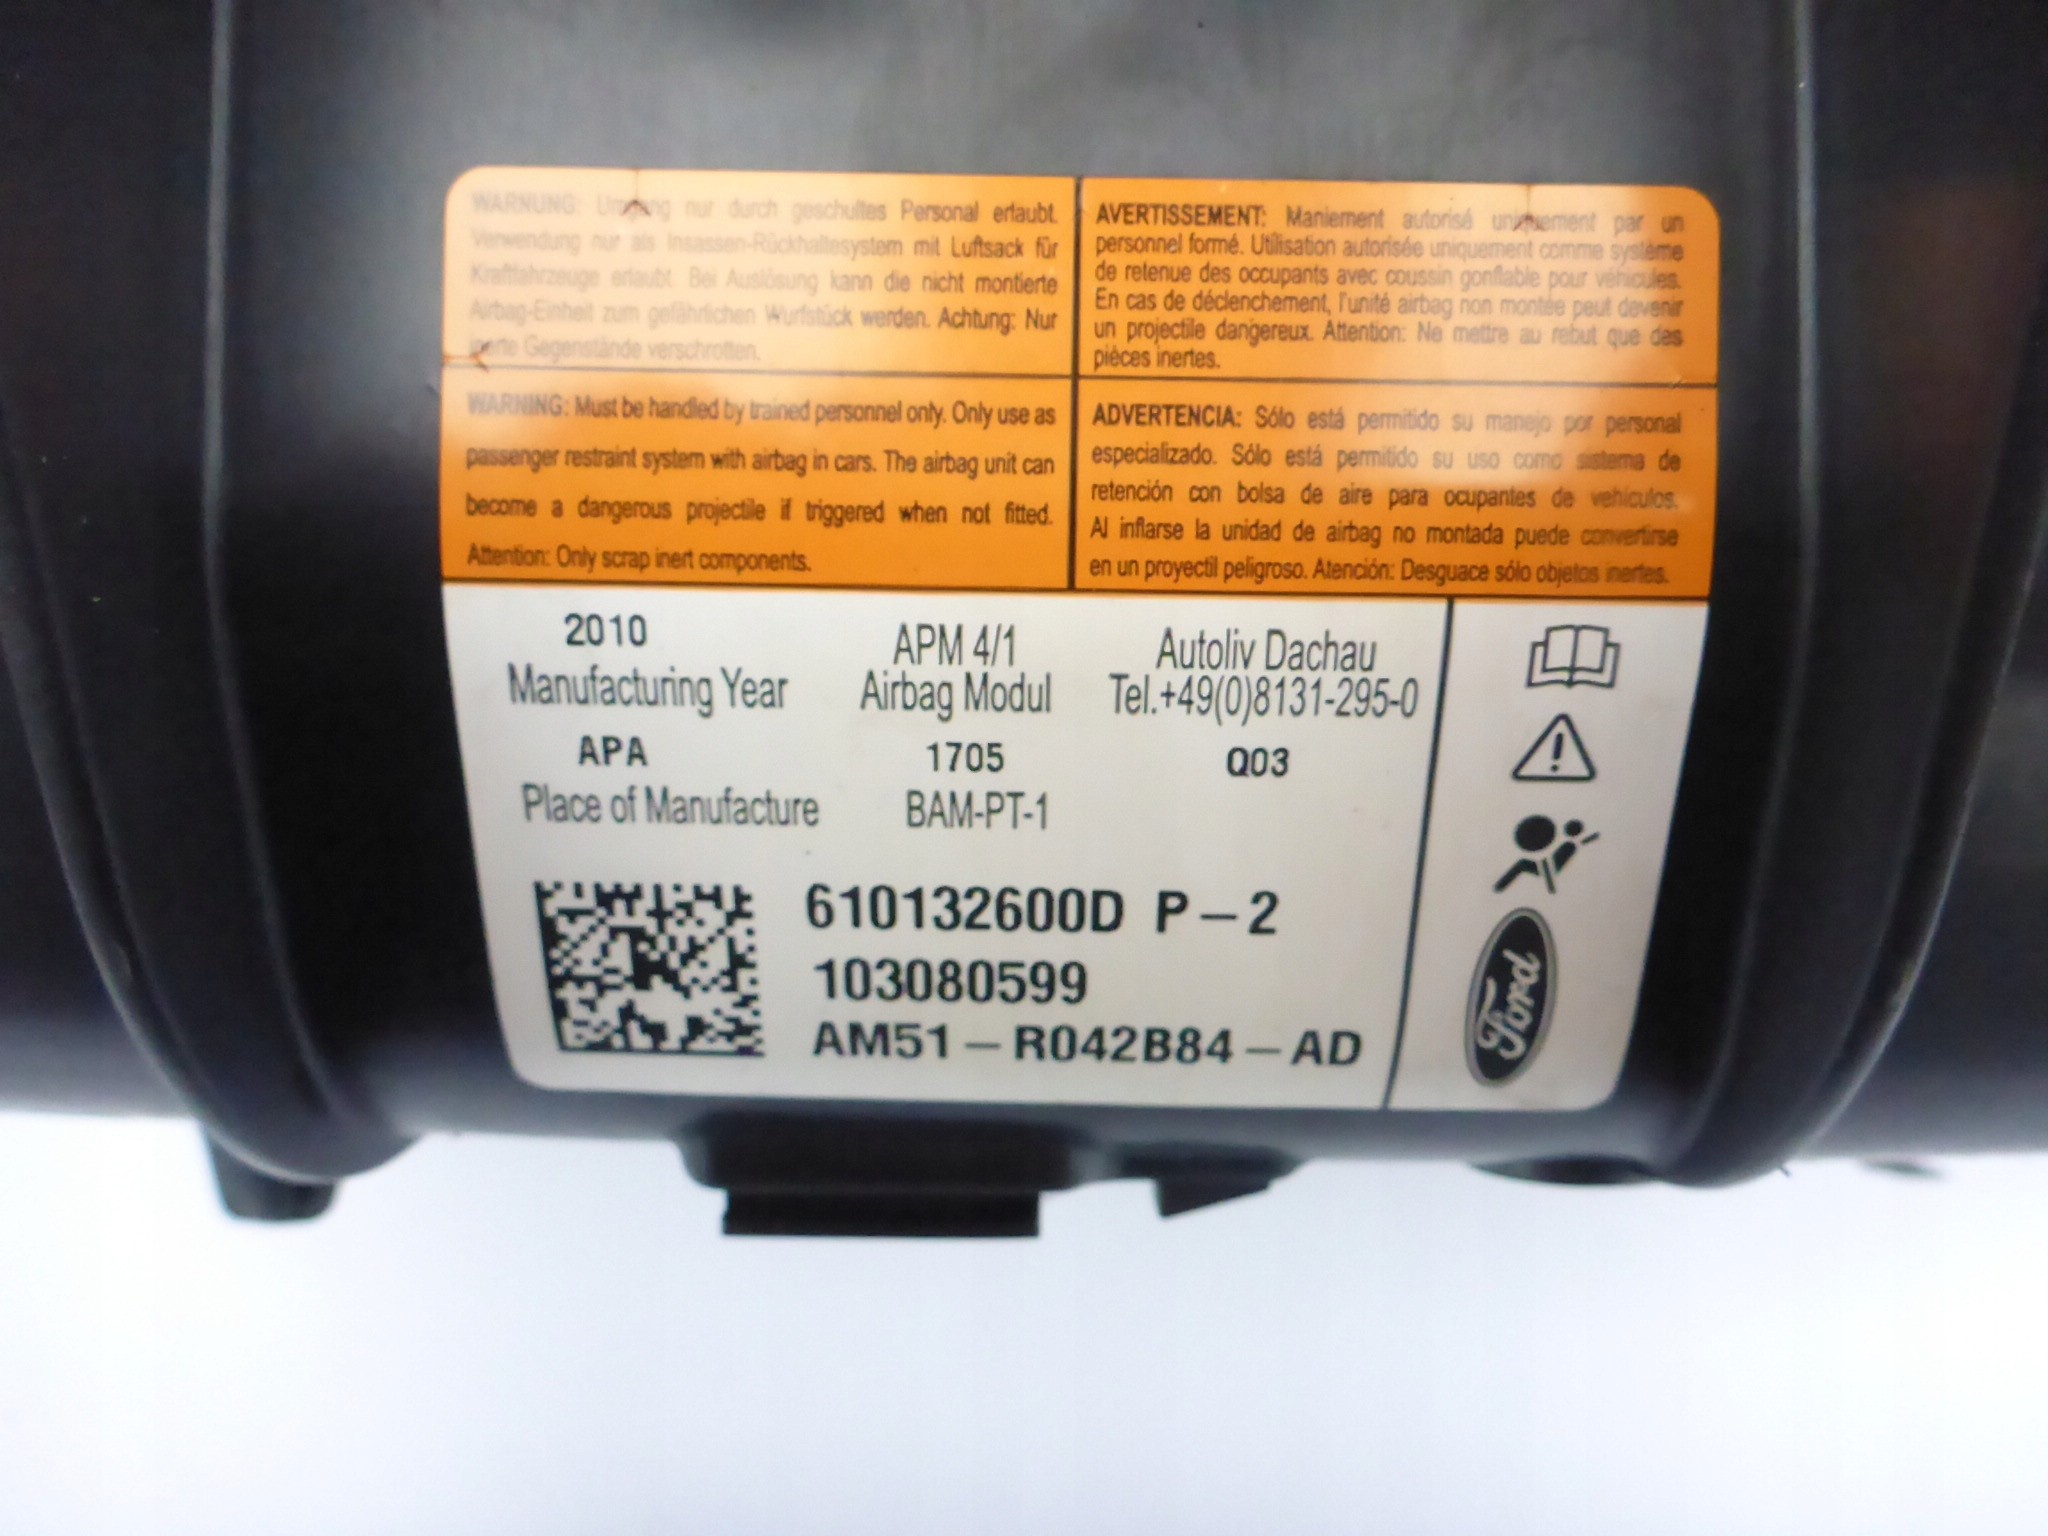 WARNUNG: Umgang nur durch geschultes Personal erlaubt.
Verwendung nur als Insassen-Rückhaltesystem mit Luftsack für
Kraftfahrzeuge erlaubt. Bei Auslösung kann die nicht montierte
Airbag-Einheit zum gefährlichen Wurfstück werden. Achtung: Nur
inerte Gegenstände verschrotten.
AVERTISSEMENT: Maniement autorisé uniquement par un
personnel formé. Utilisation autorisée uniquement comme système
de retenue des occupants avec coussin gonflable pour véhicules.
En cas de déclenchement, l'unité airbag non montée peut devenir
un projectile dangereux. Attention: Ne mettre au rebut que des
pièces inertes.
WARNING: Must be handled by trained personnel only. Only use as
passenger restraint system with airbag in cars. The airbag unit can
become a dangerous projectile if triggered when not fitted.
Attention: Only scrap inert components.
ADVERTENCIA: Sólo está permitido su manejo por personal
especializado. Sólo está permitido su uso como sistema de
retención con bolsa de aire para ocupantes de vehículos.
Al inflarse la unidad de airbag no montada puede convertirse
en un proyectil peligroso. Atención: Desguace sólo objetos inertes.
2010 APM 4/1 Autoliv Dachau
Manufacturing Year Airbag Modul Tel.+49(0)8131-295-0
APA 1705 Q03
Place of Manufacture BAM-PT-1
610132600D P-2
103080599
AM51-R042B84-AD
Ford